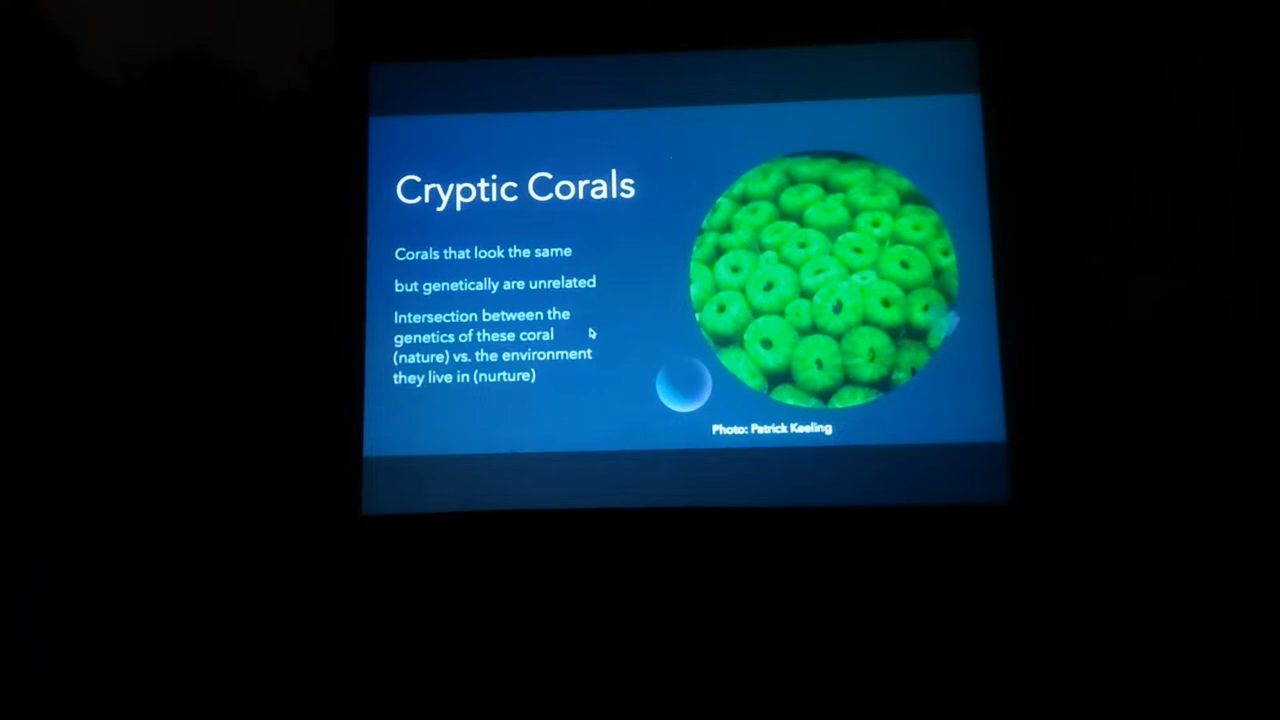 Cryptic Corals
Corals that look the same
but genetically are unrelated
Intersection between the
genetics of these coral
(nature) vs. the environment
they live in (nurture)
Photo: Patrick Keeling